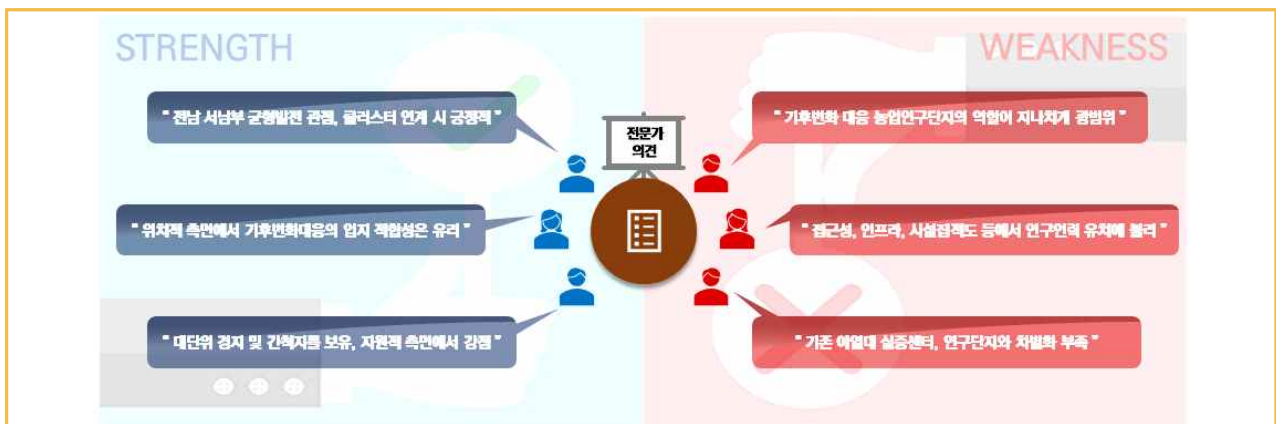 STRENGTH
WEAKNESS
전문가
의견
" 전남 서남부 균형발전 관점, 클러스터 연계 시 긍정적 "
" 위치적 측면에서 기후변화대응의 입지 적합성은 유리 "
" 대단위 경지 및 간척지를 보유, 자원적 측면에서 강점 "
" 기후변화 대응 농업연구단지의 역할이 지나치게 광범위 "
" 접근성, 인프라, 시설집적도 등에서 연구인력 유치에 불리 "
" 기존 아열대 실증센터, 연구단지와 차별화 부족 "